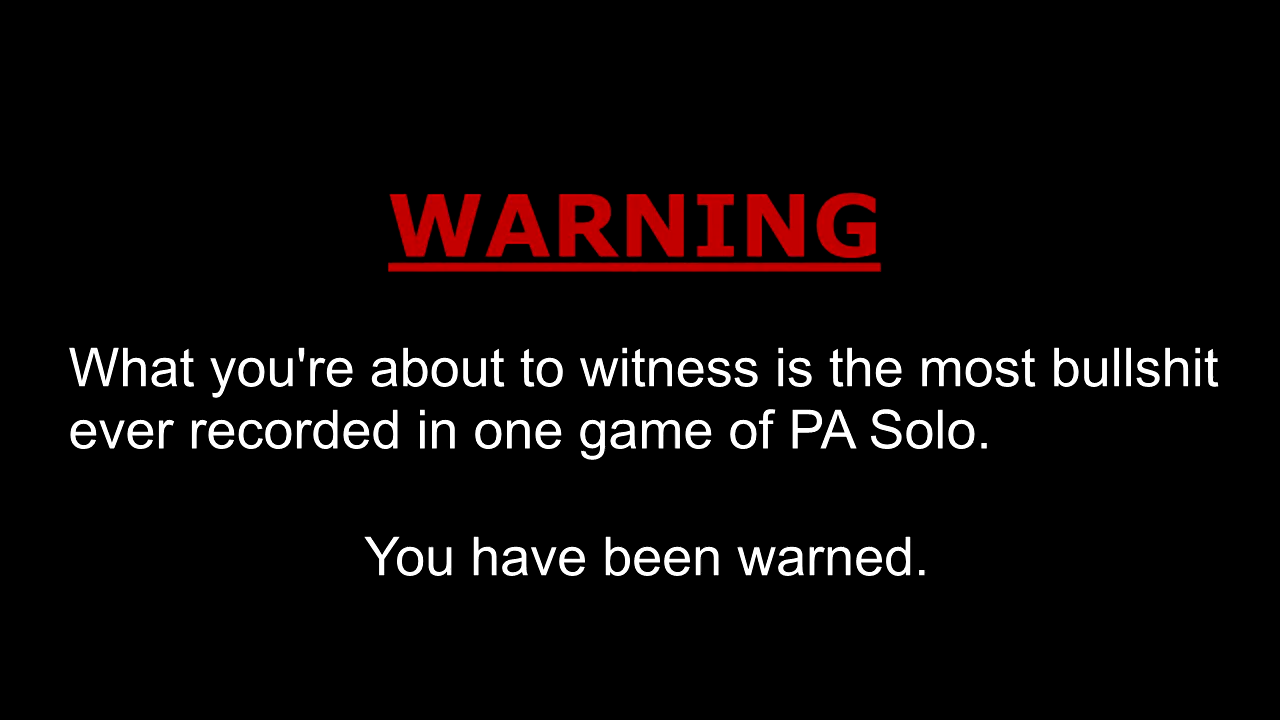 WARNING
What you're about to witness is the most bullshit
ever recorded in one game of PA Solo.
You have been warned.